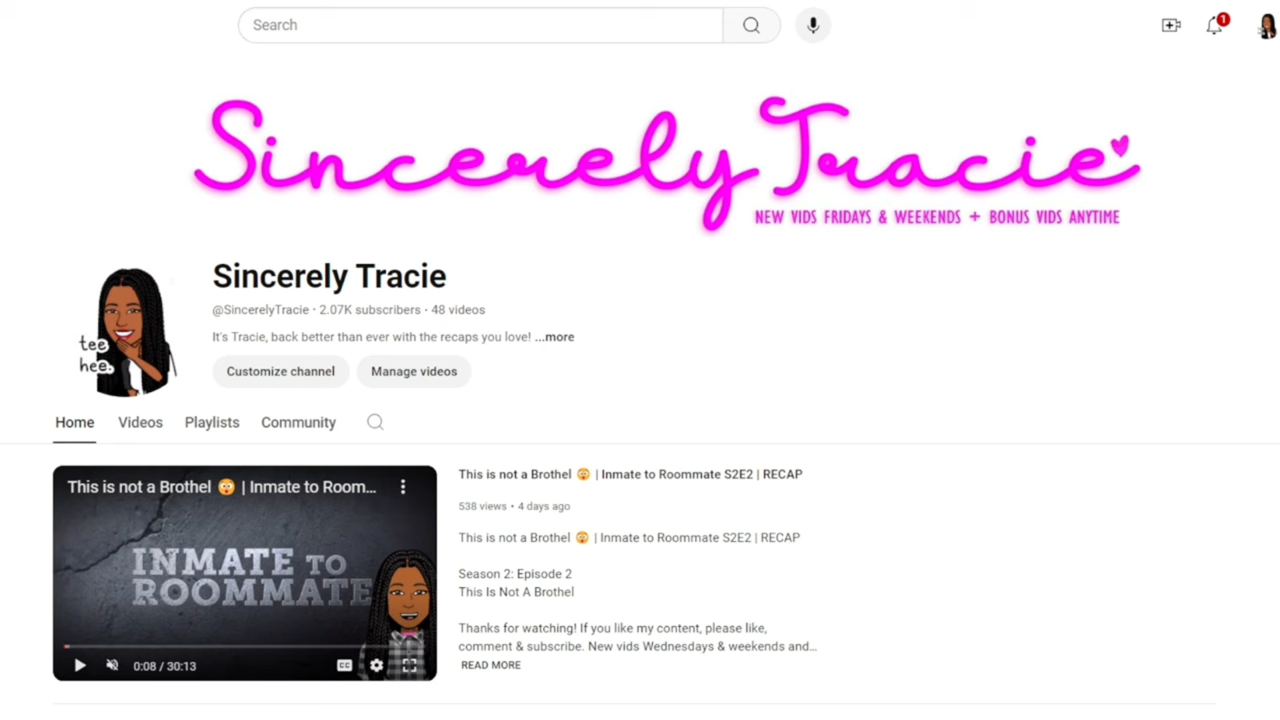 Search
1
SincerelyTracie
NEW VIDS FRIDAYS & WEEKENDS + BONUS VIDS ANYTIME
tee
hee.
Sincerely Tracie
@SincerelyTracie · 2.07K subscribers · 48 videos
It's Tracie, back better than ever with the recaps you love! ...more
Customize channel Manage videos
Home Videos Playlists Community
This is not a Brothel 🤯 | Inmate to Room...
INMATE TO
ROOMMATE
0:08 / 30:13
CC
This is not a Brothel 🤯 | Inmate to Roommate S2E2 | RECAP
538 views · 4 days ago
This is not a Brothel 🤯 | Inmate to Roommate S2E2 | RECAP
Season 2: Episode 2
This Is Not A Brothel
Thanks for watching! If you like my content, please like,
comment & subscribe. New vids Wednesdays & weekends and...
READ MORE